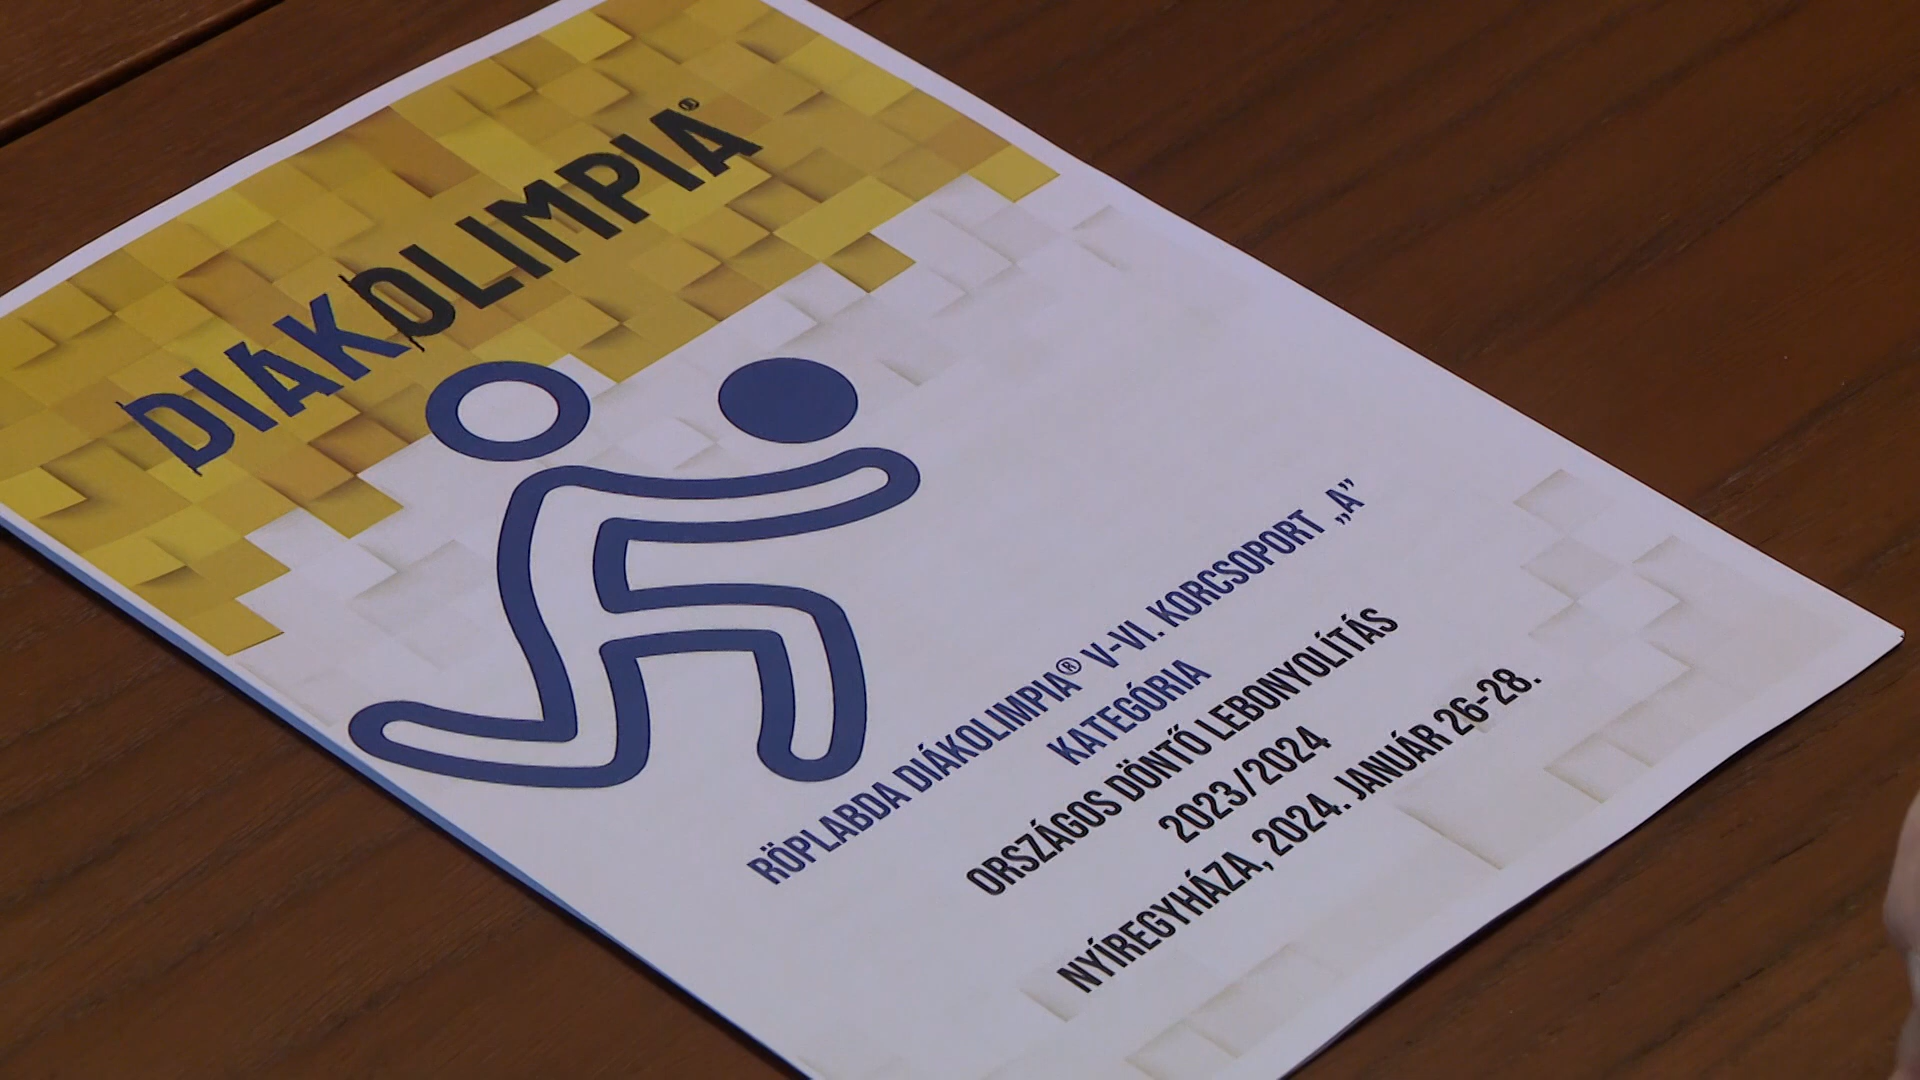 DIÁKOLIMPIA®
RÖPLABDA DIÁKOLIMPIA® V-VI. KORCSOPORT „A”
KATEGÓRIA
ORSZÁGOS DÖNTŐ LEBONYOLÍTÁS
2023/2024
NYÍREGYHÁZA, 2024. JANUÁR 26-28.